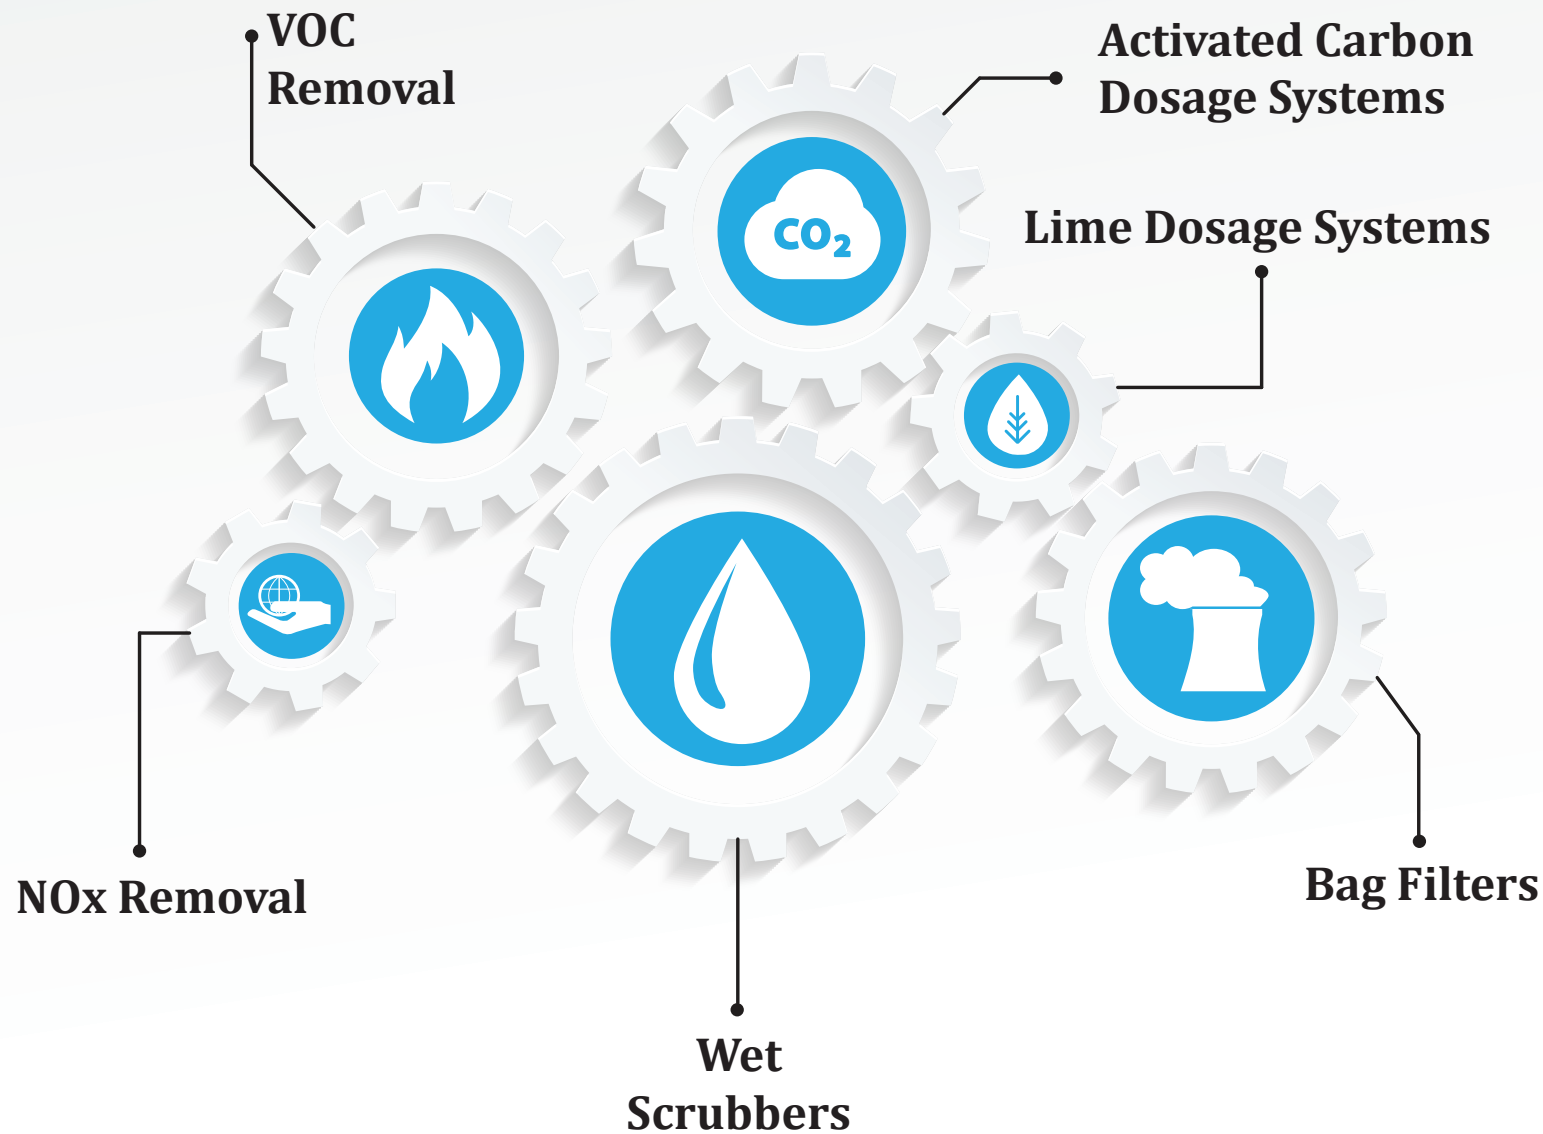 VOC
Removal
Activated Carbon
Dosage Systems
CO₂
Lime Dosage Systems
NOx Removal
Bag Filters
Wet
Scrubbers